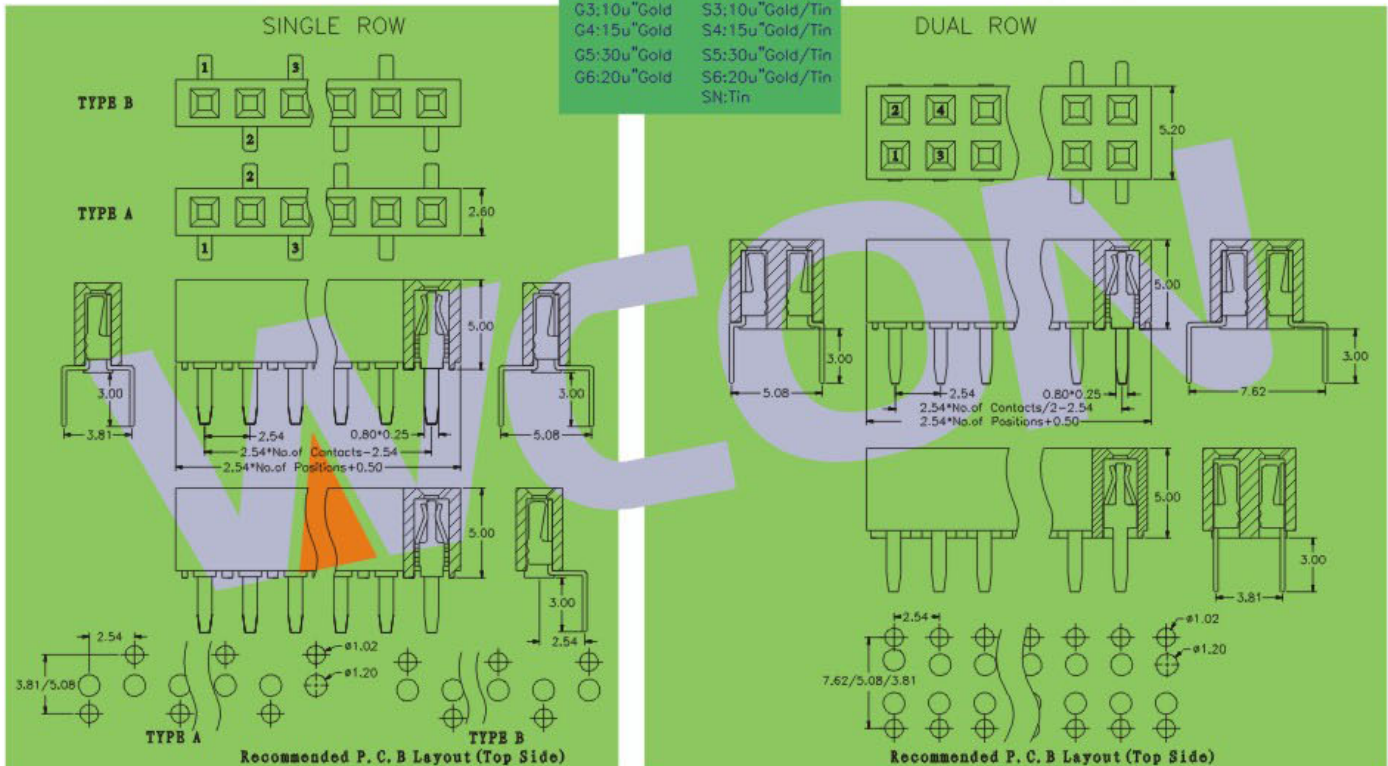 G3:10u"Gold S3:10u"Gold/Tin
G4:15u"Gold S4:15u"Gold/Tin
G5:30u"Gold S5:30u"Gold/Tin
G6:20u"Gold S6:20u"Gold/Tin
SN:Tin
SINGLE ROW
1 3
TYPE B
2
2
TYPE A
2.60
1 3
5.00
3.00
3.00
3.81
2.54
0.80*0.25
5.08
2.54*No.of Contacts-2.54
2.54*No.of Positions+0.50
5.00
3.00
2.54
2.54
ø1.02
ø1.20
3.81/5.08
TYPE A
TYPE B
Recommended P.C.B Layout(Top Side)
DUAL ROW
2 4
5.20
1 3
5.00
3.00
3.00
5.08
2.54
0.80*0.25
7.62
2.54*No.of Contacts/2-2.54
2.54*No.of Positions+0.50
5.00
3.00
3.81
2.54
ø1.02
ø1.20
7.62/5.08/3.81
Recommended P.C.B Layout(Top Side)
WCON